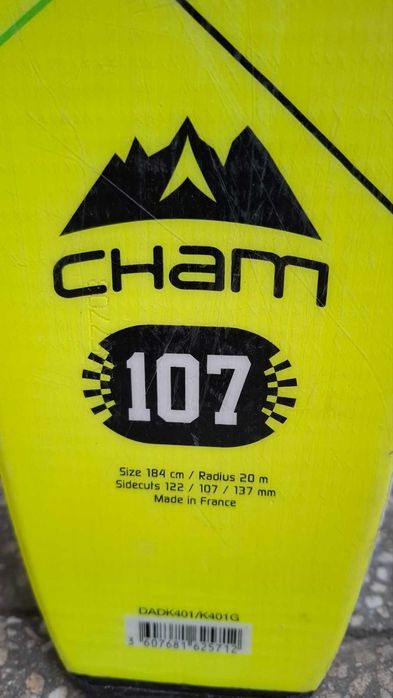 CHam
107
Size 184 cm / Radius 20 m
Sidecuts 122 / 107 / 137 mm
Made in France
DADK401/K401G
3 607681 625712